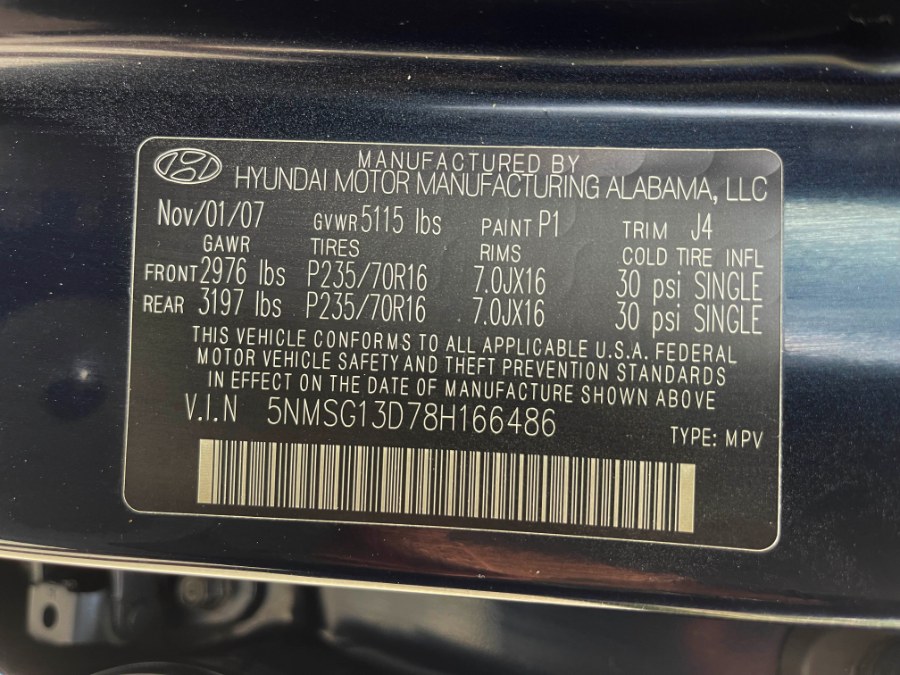 MANUFACTURED BY
HYUNDAI MOTOR MANUFACTURING ALABAMA, LLC
Nov/01/07 GVWR 5115 lbs PAINT P1 TRIM J4
GAWR TIRES RIMS COLD TIRE INFL
FRONT 2976 lbs P235/70R16 7.0JX16 30 psi SINGLE
REAR 3197 lbs P235/70R16 7.0JX16 30 psi SINGLE
THIS VEHICLE CONFORMS TO ALL APPLICABLE U.S.A. FEDERAL
MOTOR VEHICLE SAFETY AND THEFT PREVENTION STANDARDS
IN EFFECT ON THE DATE OF MANUFACTURE SHOWN ABOVE
V.I.N 5NMSG13D78H166486 TYPE: MPV